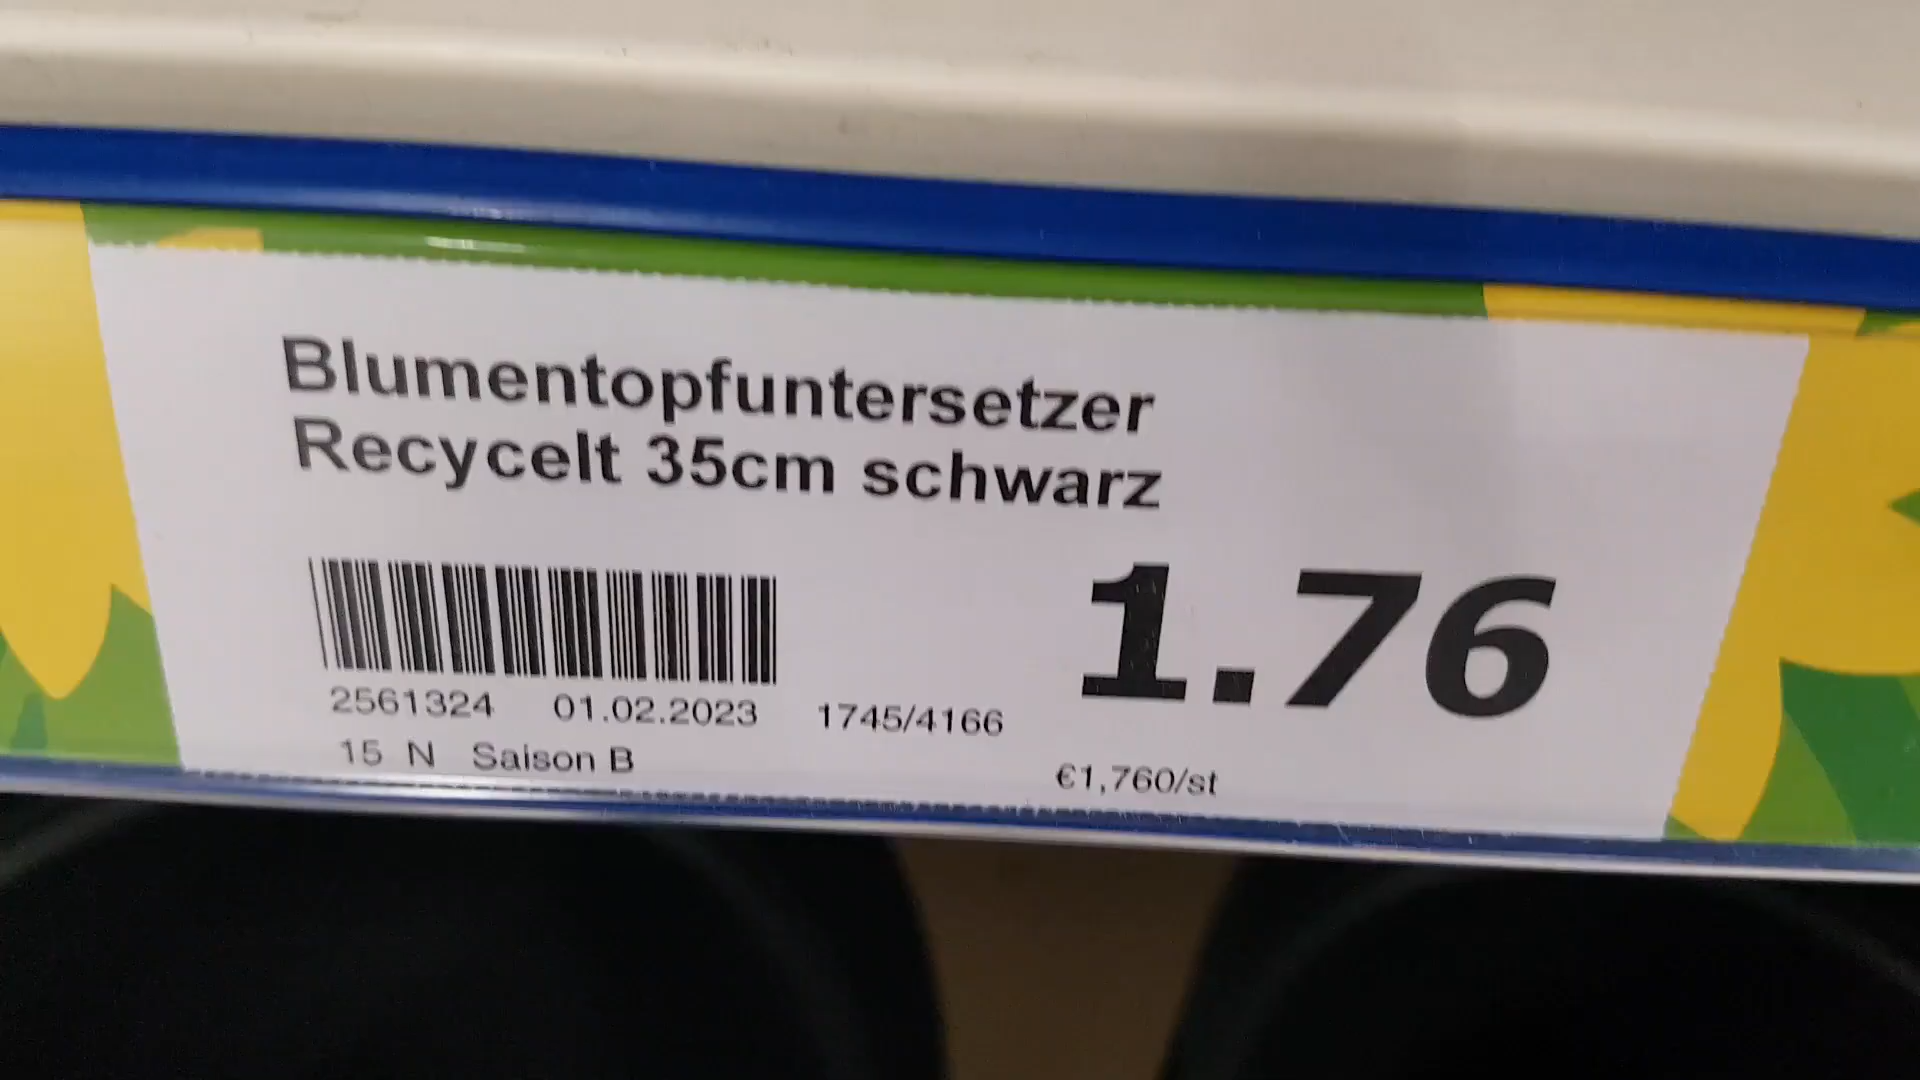 Blumentopfuntersetzer
Recycelt 35cm schwarz
1.76
2561324 01.02.2023 1745/4166
15 N Saison B
€1,760/st